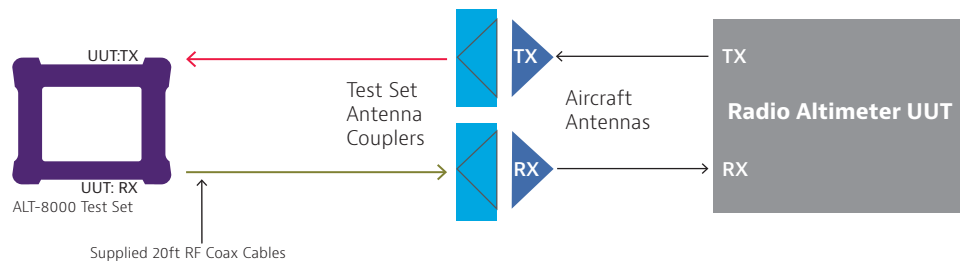 UUT:TX
UUT: RX
ALT-8000 Test Set
Supplied 20ft RF Coax Cables
Test Set
Antenna
Couplers
TX
RX
Aircraft
Antennas
TX
Radio Altimeter UUT
RX